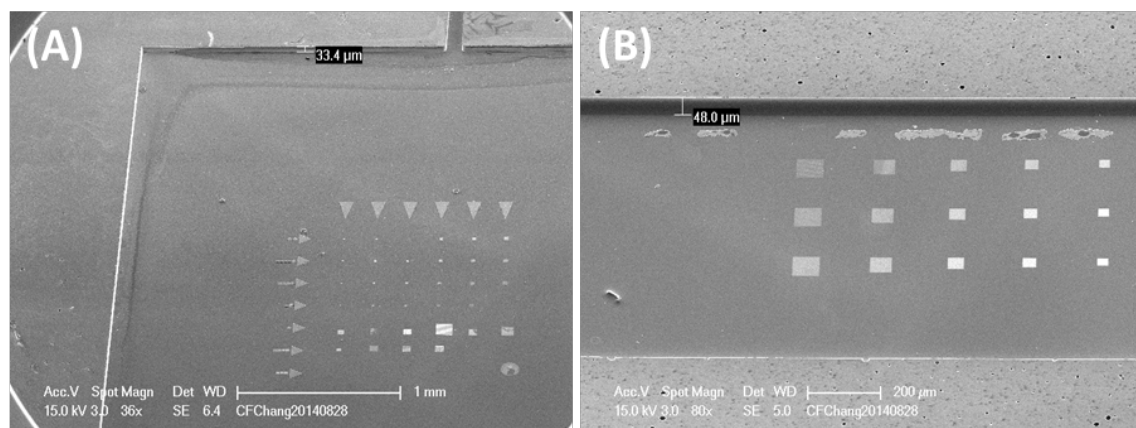 (A)
33.4 µm
Acc.V Spot Magn Det WD 1 mm
15.0 kV 3.0 36x SE 6.4 CFChang20140828
(B)
48.0 µm
Acc.V Spot Magn Det WD 200 µm
15.0 kV 3.0 80x SE 5.0 CFChang20140828